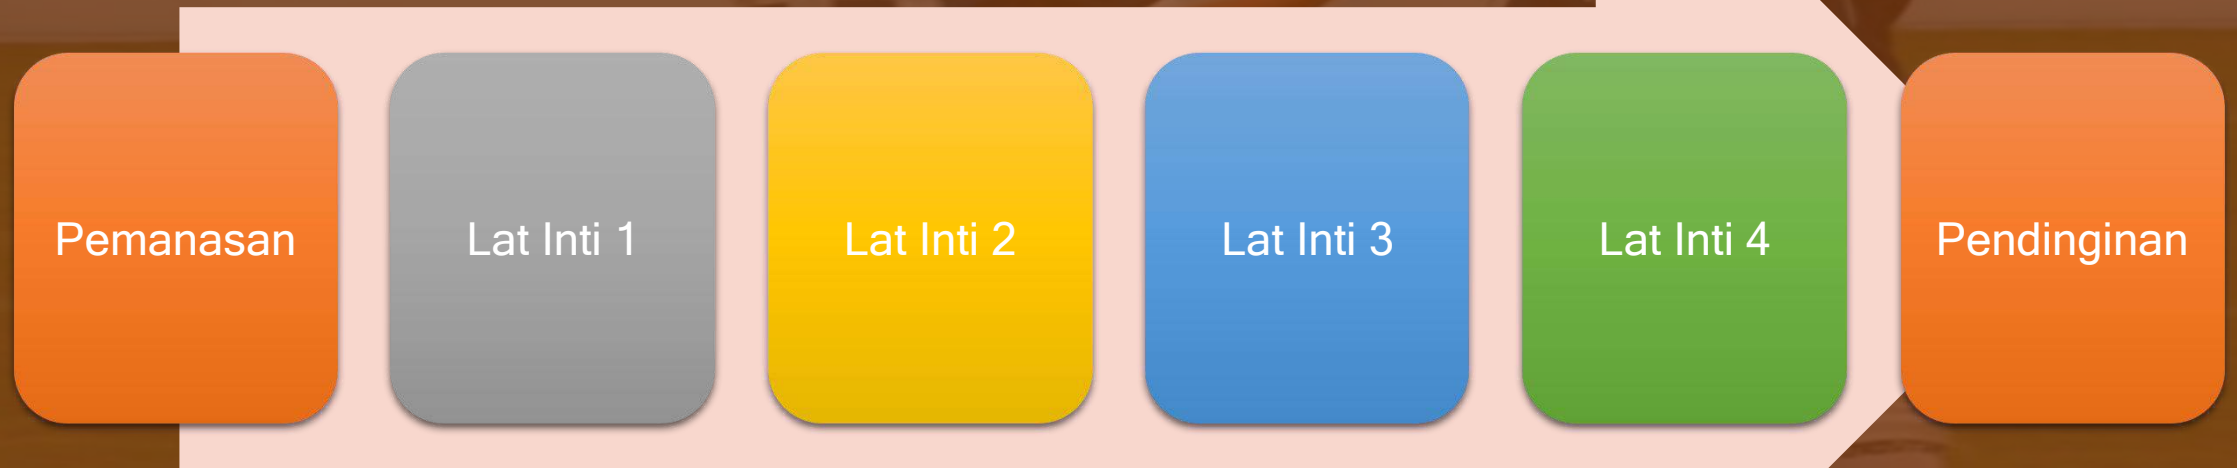 Pemanasan
Lat Inti 1
Lat Inti 2
Lat Inti 3
Lat Inti 4
Pendinginan